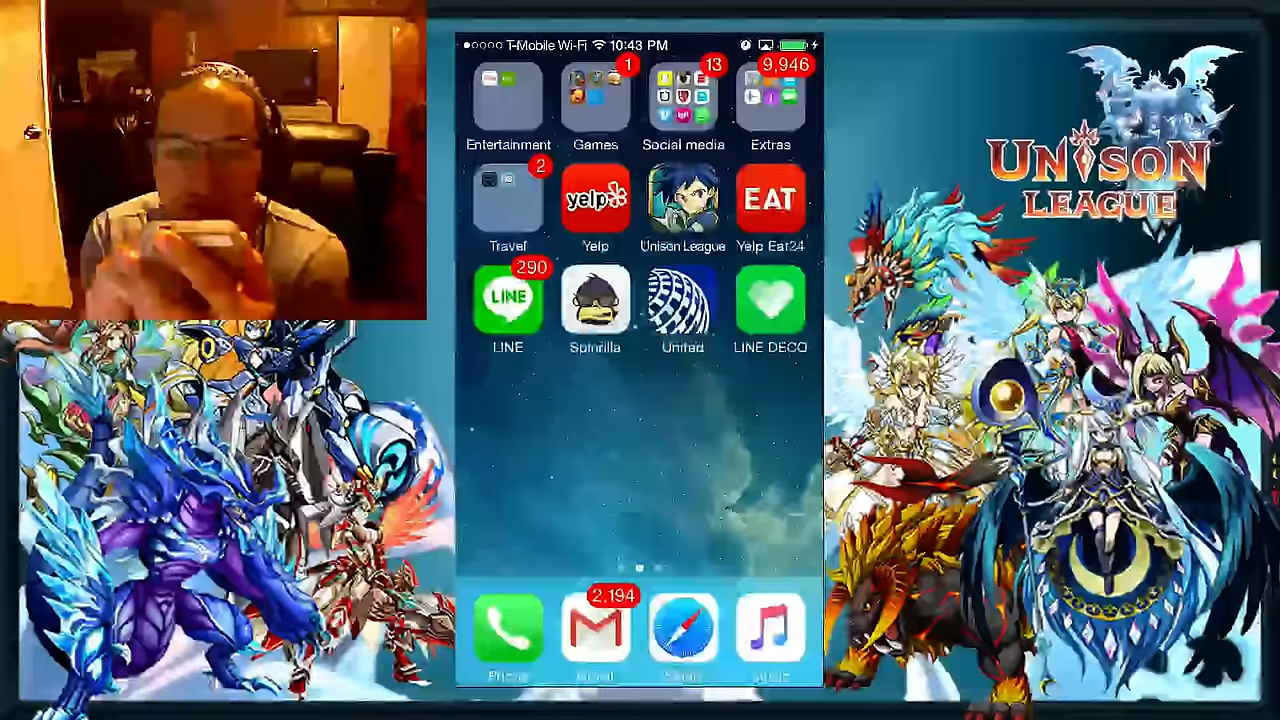 T-Mobile Wi-Fi 10:43 PM
1
13
9,946
Entertainment Games Social media Extras
2
yelp
EAT
Travel Yelp Unison League Yelp Eat24
290
LINE
LINE Spinrilla United LINE DECO
2,194
Phone
UNISON
LEAGUE